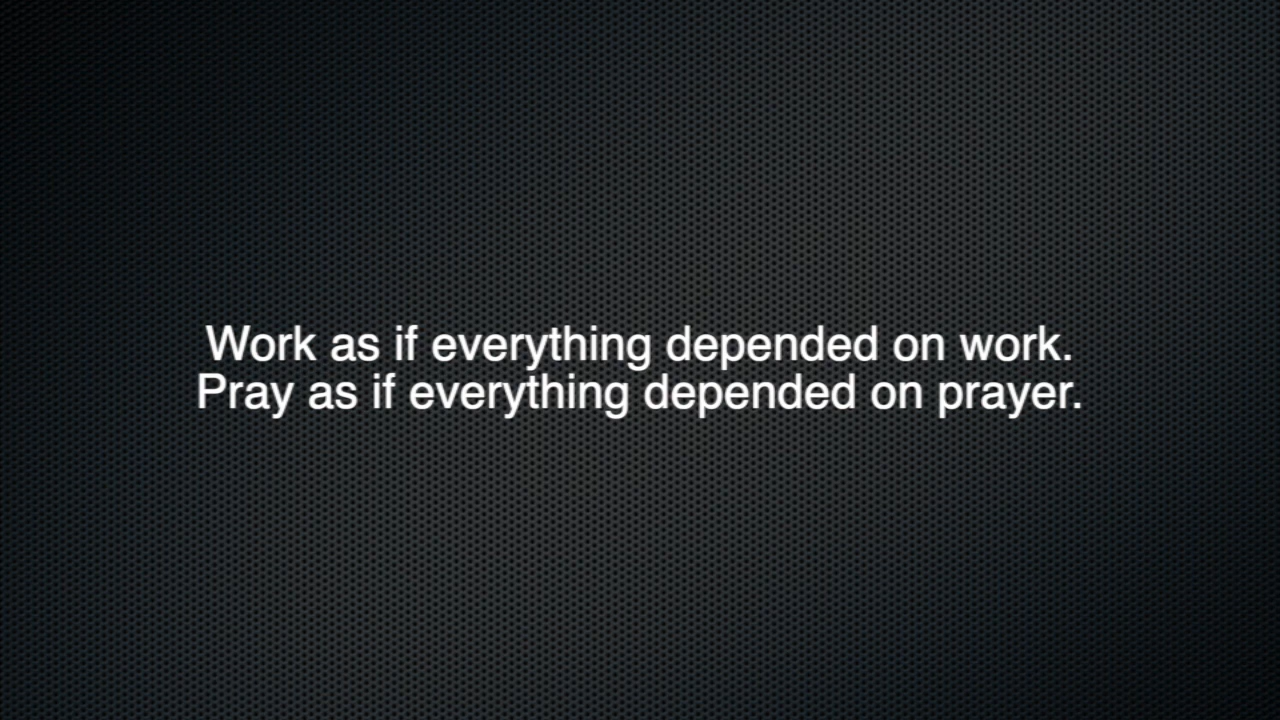 Work as if everything depended on work.
Pray as if everything depended on prayer.